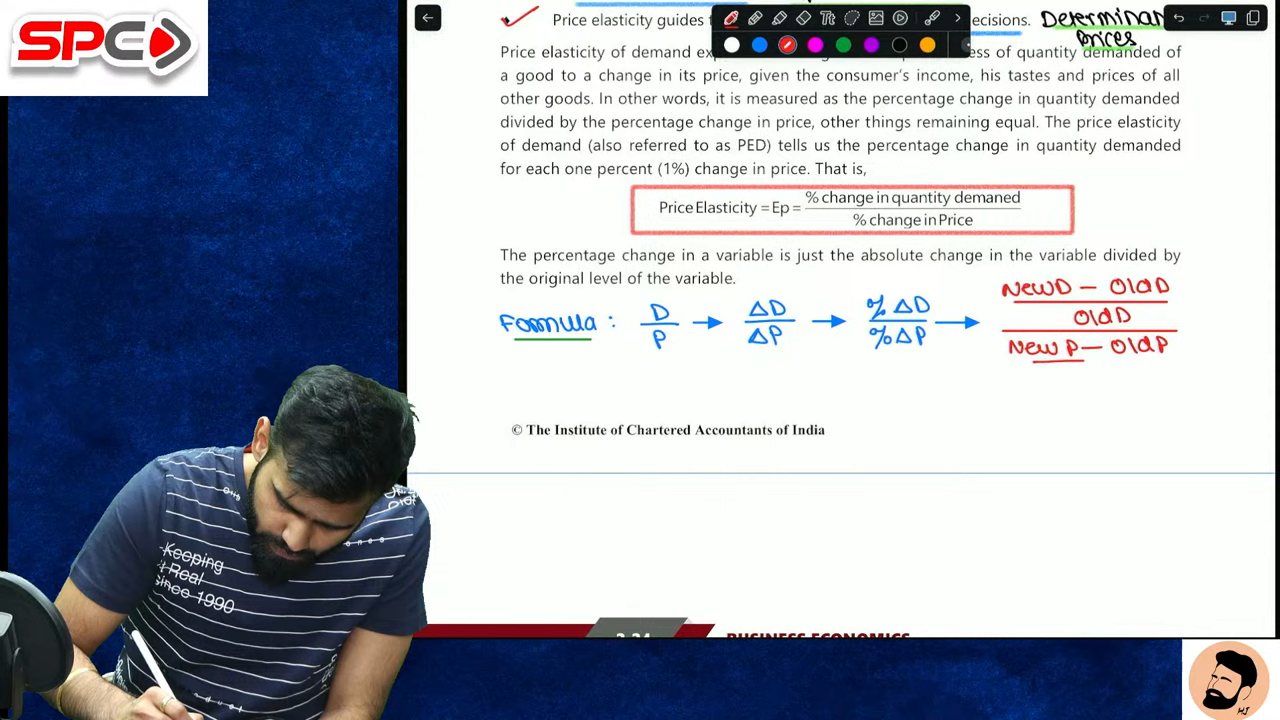 SPC
Price elasticity guides
ecisions.
Determinan
prices
Price elasticity of demand ex
ess of quantity demanded of
a good to a change in its price, given the consumer's income, his tastes and prices of all
other goods. In other words, it is measured as the percentage change in quantity demanded
divided by the percentage change in price, other things remaining equal. The price elasticity
of demand (also referred to as PED) tells us the percentage change in quantity demanded
for each one percent (1%) change in price. That is,
Price Elasticity = Ep = % change in quantity demaned
% change in Price
The percentage change in a variable is just the absolute change in the variable divided by
the original level of the variable.
Formula : D/P → ΔD/ΔP → % ΔD/% ΔP →
New D - Old D
Old D
New P - Old P
© The Institute of Chartered Accountants of India
Keeping
Real
since 1990
BUSINESS ECONOMICS
HJ